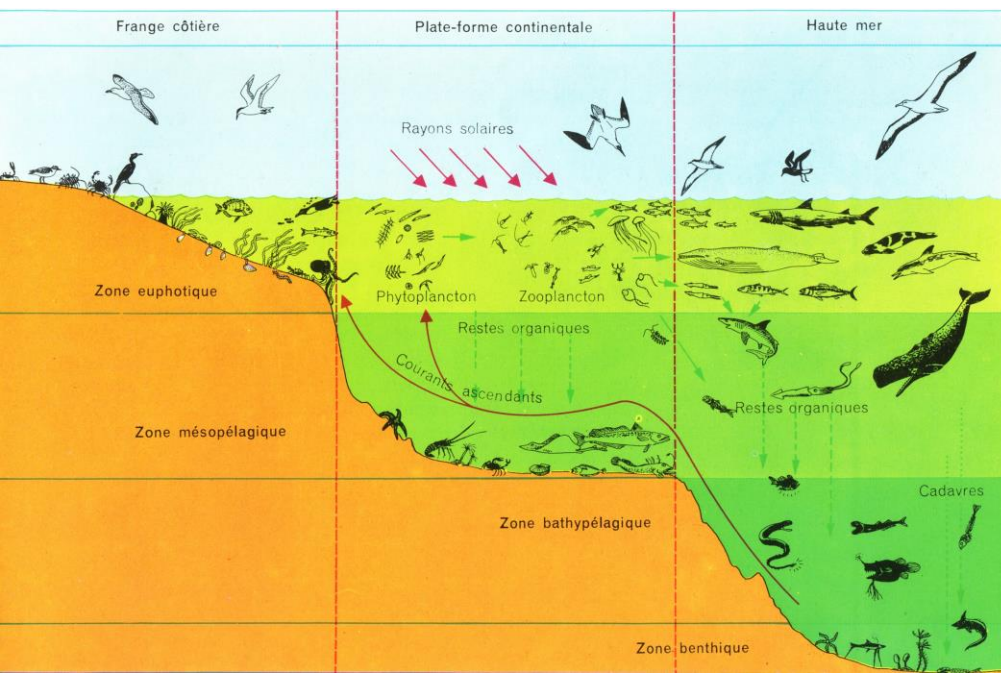 Frange côtière
Plate-forme continentale
Haute mer
Rayons solaires
Zone euphotique
Phytoplancton
Zooplancton
Restes organiques
Courants ascendants
Restes organiques
Zone mésopélagique
Cadavres
Zone bathypélagique
Zone benthique